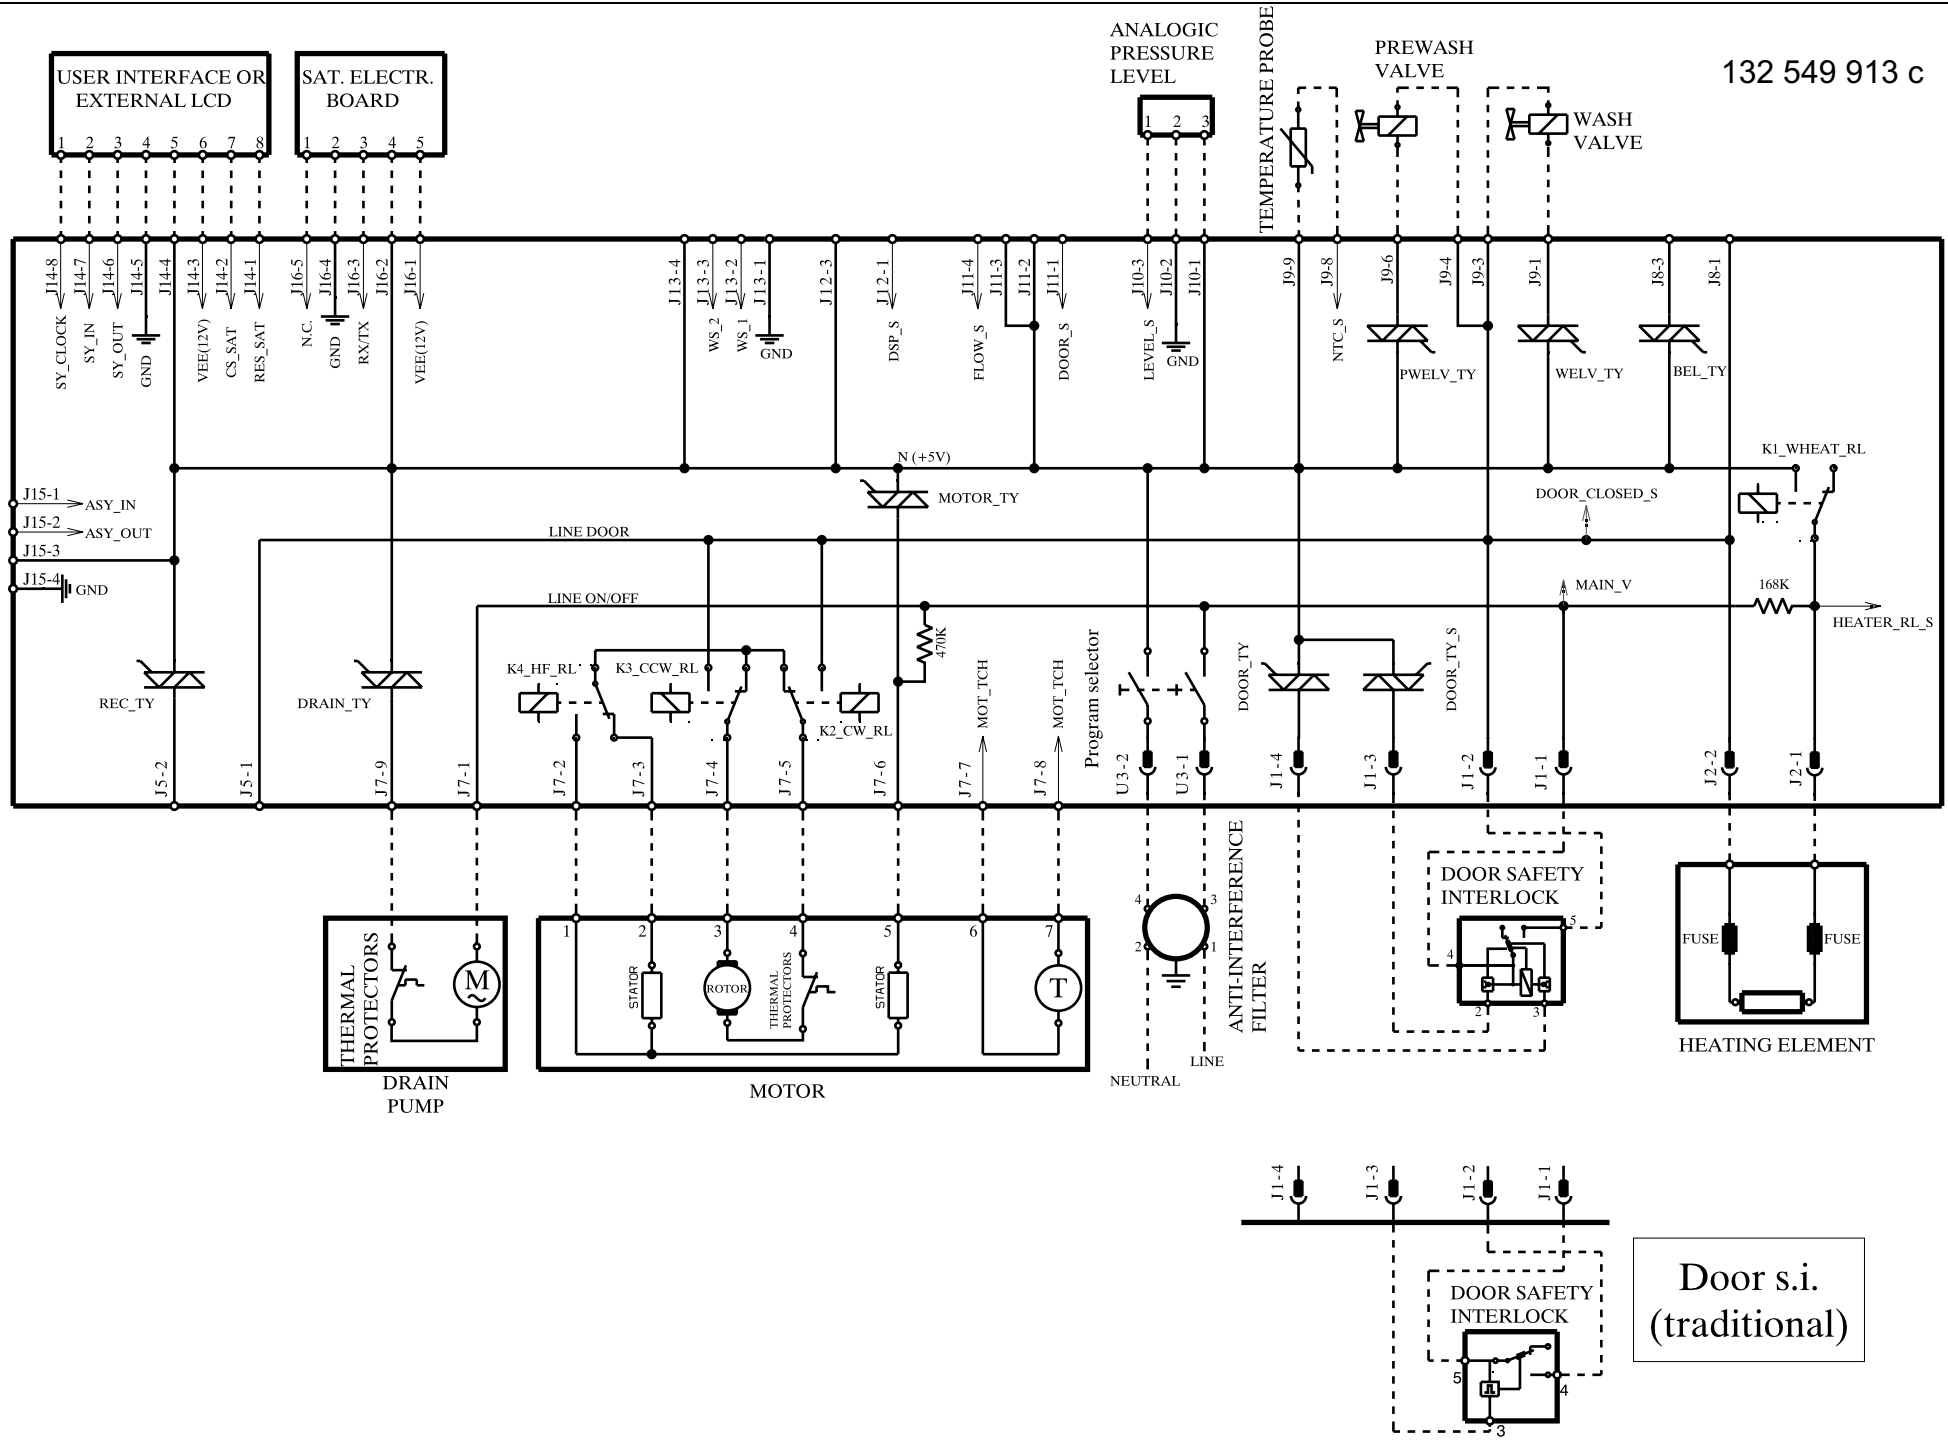 132 549 913 c
USER INTERFACE OR
EXTERNAL LCD
1 2 3 4 5 6 7 8
SAT. ELECTR.
BOARD
1 2 3 4 5
ANALOGIC
PRESSURE
LEVEL
1 2 3
TEMPERATURE PROBE
PREWASH
VALVE
WASH
VALVE
J14-8
J14-7
J14-6
J14-5
J14-4
J14-3
J14-2
J14-1
J16-5
J16-4
J16-3
J16-2
J16-1
J13-4
J13-3
J13-2
J13-1
J12-3
J12-1
J11-4
J11-3
J11-2
J11-1
J10-3
J10-2
J10-1
J9-9
J9-8
J9-6
J9-4
J9-3
J9-1
J8-3
J8-1
SY_CLOCK
SY_IN
SY_OUT
GND
VEE(12V)
CS_SAT
RES_SAT
N.C.
GND
RX/TX
VEE(12V)
WS_2
WS_1
GND
DSP_S
FLOW_S
DOOR_S
LEVEL_S
GND
NTC_S
PWELV_TY
WELV_TY
BEL_TY
N (+5V)
K1_WHEAT_RL
MOTOR_TY
DOOR_CLOSED_S
J15-1
ASY_IN
J15-2
ASY_OUT
J15-3
J15-4
GND
LINE DOOR
LINE ON/OFF
MAIN_V
168K
HEATER_RL_S
470K
REC_TY
DRAIN_TY
K4_HF_RL
K3_CCW_RL
K2_CW_RL
MOT_TCH
MOT_TCH
Program selector
DOOR_TY
DOOR_TY_S
J5-2
J5-1
J7-9
J7-1
J7-2
J7-3
J7-4
J7-5
J7-6
J7-7
J7-8
U3-2
U3-1
J1-4
J1-3
J1-2
J1-1
J2-2
J2-1
THERMAL
PROTECTORS
M
DRAIN
PUMP
1 2 3 4 5 6 7
STATOR
ROTOR
THERMAL
PROTECTORS
STATOR
T
MOTOR
4 3
2 1
ANTI-INTERFERENCE
FILTER
NEUTRAL
LINE
DOOR SAFETY
INTERLOCK
5
4
2 3
FUSE
FUSE
HEATING ELEMENT
J1-4
J1-3
J1-2
J1-1
DOOR SAFETY
INTERLOCK
5
4
3
Door s.i.
(traditional)